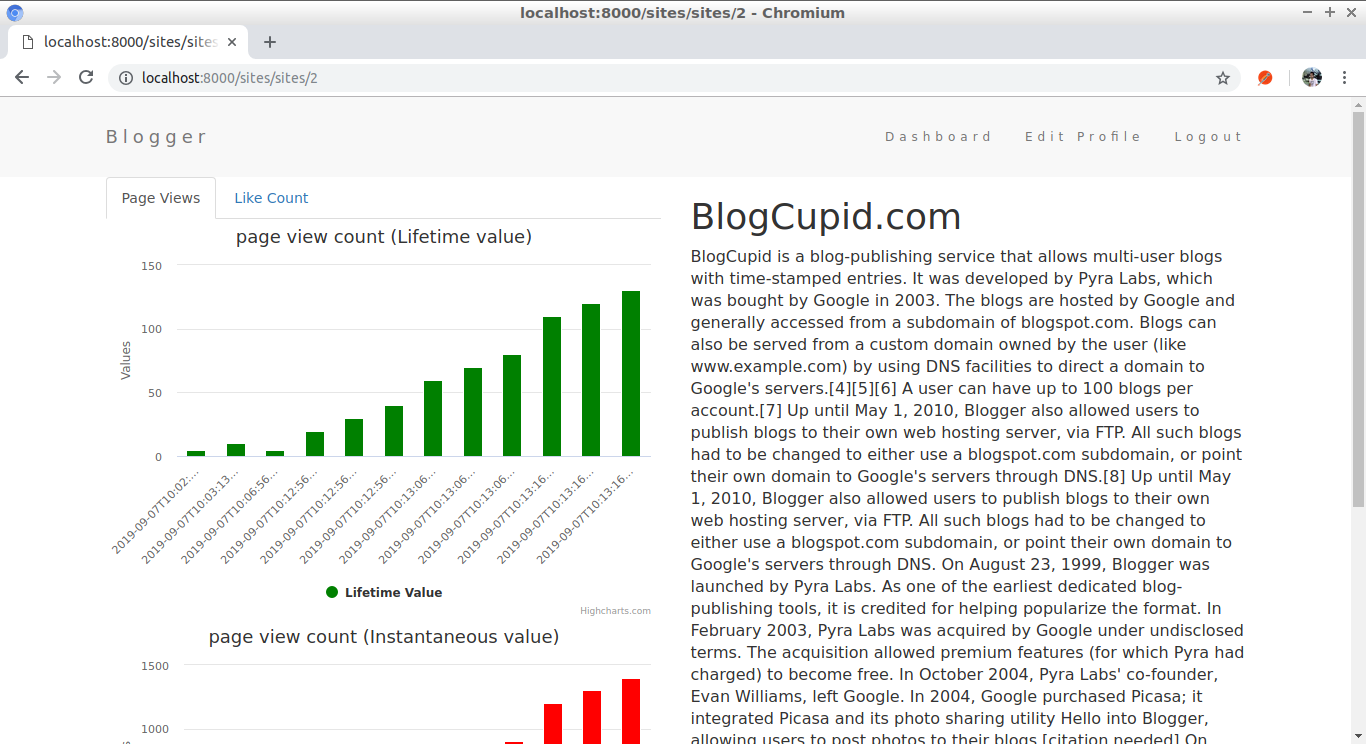 localhost:8000/sites/sites/2 - Chromium
localhost:8000/sites/sites
localhost:8000/sites/sites/2
Blogger
Dashboard Edit Profile Logout
Page Views Like Count
page view count (Lifetime value)
150
100
50
0
Values
2019-09-07T10:02:...
2019-09-07T10:03:13...
2019-09-07T10:06:56...
2019-09-07T10:12:56...
2019-09-07T10:12:56...
2019-09-07T10:12:56...
2019-09-07T10:13:06...
2019-09-07T10:13:06...
2019-09-07T10:13:06...
2019-09-07T10:13:16...
2019-09-07T10:13:16...
2019-09-07T10:13:16...
Lifetime Value
Highcharts.com
page view count (Instantaneous value)
1500
1000
BlogCupid.com
BlogCupid is a blog-publishing service that allows multi-user blogs
with time-stamped entries. It was developed by Pyra Labs, which
was bought by Google in 2003. The blogs are hosted by Google and
generally accessed from a subdomain of blogspot.com. Blogs can
also be served from a custom domain owned by the user (like
www.example.com) by using DNS facilities to direct a domain to
Google's servers.[4][5][6] A user can have up to 100 blogs per
account.[7] Up until May 1, 2010, Blogger also allowed users to
publish blogs to their own web hosting server, via FTP. All such blogs
had to be changed to either use a blogspot.com subdomain, or point
their own domain to Google's servers through DNS.[8] Up until May
1, 2010, Blogger also allowed users to publish blogs to their own
web hosting server, via FTP. All such blogs had to be changed to
either use a blogspot.com subdomain, or point their own domain to
Google's servers through DNS. On August 23, 1999, Blogger was
launched by Pyra Labs. As one of the earliest dedicated blog-
publishing tools, it is credited for helping popularize the format. In
February 2003, Pyra Labs was acquired by Google under undisclosed
terms. The acquisition allowed premium features (for which Pyra had
charged) to become free. In October 2004, Pyra Labs' co-founder,
Evan Williams, left Google. In 2004, Google purchased Picasa; it
integrated Picasa and its photo sharing utility Hello into Blogger,
allowing users to post photos to their blogs.[citation needed] On